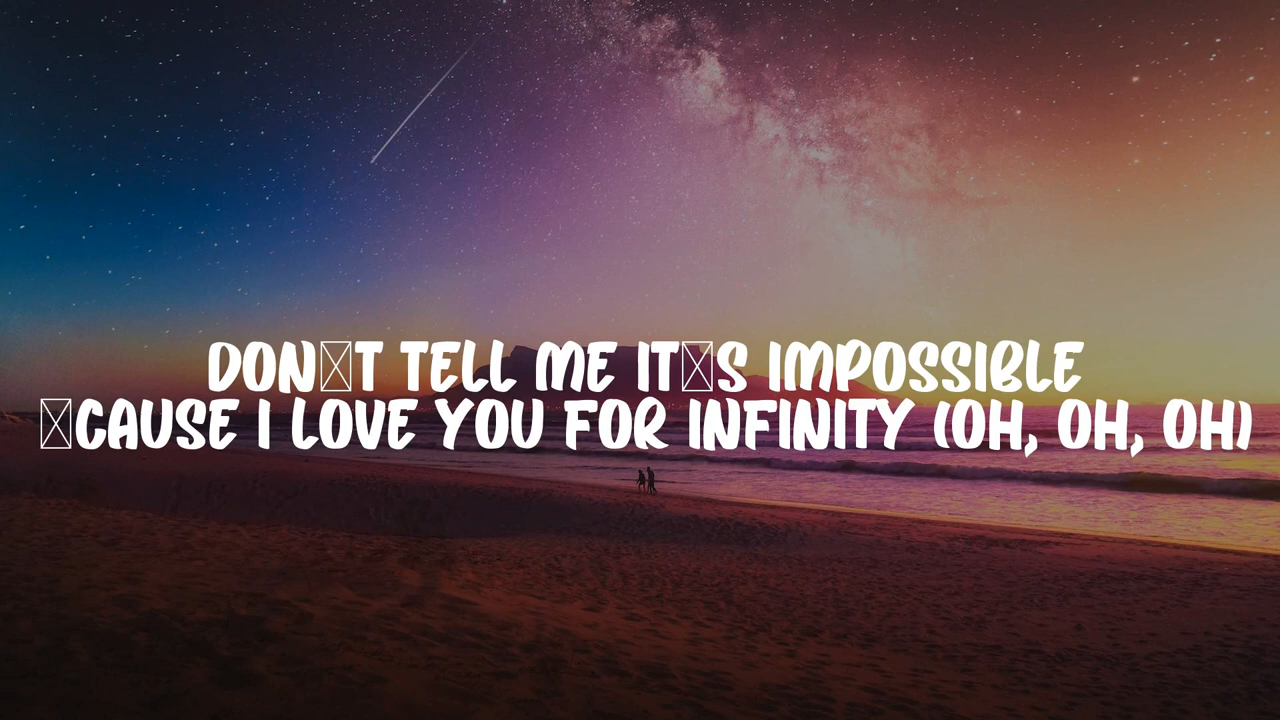 DON☒T TELL ME IT☒S IMPOSSIBLE
☒CAUSE I LOVE YOU FOR INFINITY (OH, OH, OH)